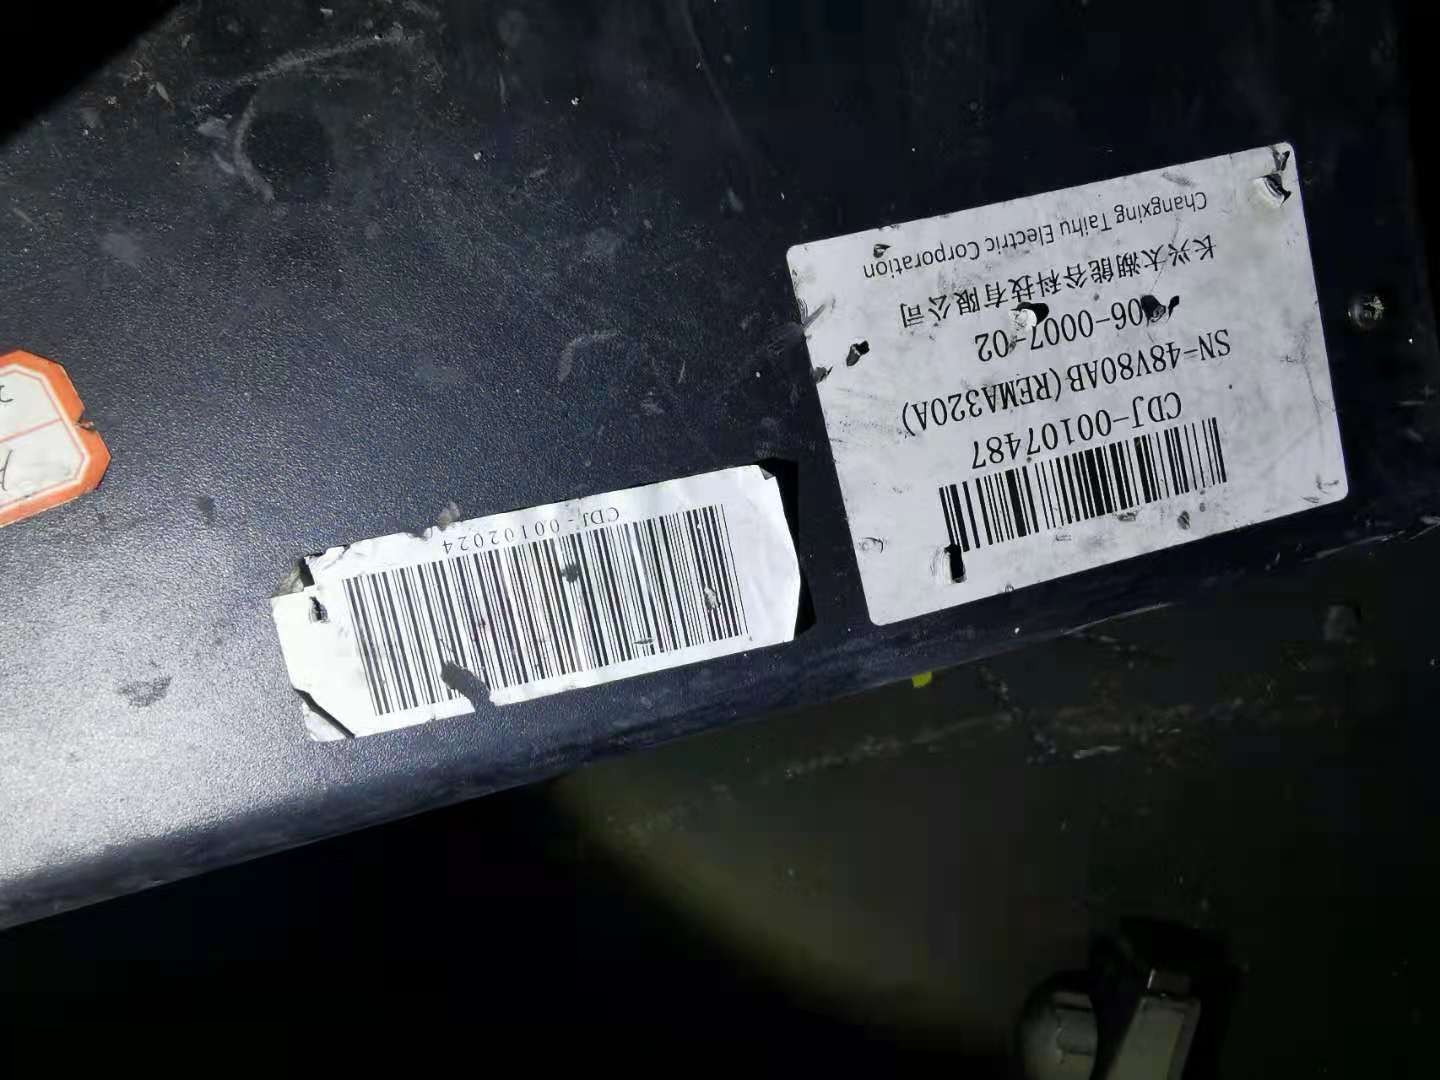 Changxing Taihu Electric Corporation
长兴太湖能谷科技有限公司
606-0007-02
SN-48V80AB(REMA320A)
CDJ-00107487
CDJ-00102024